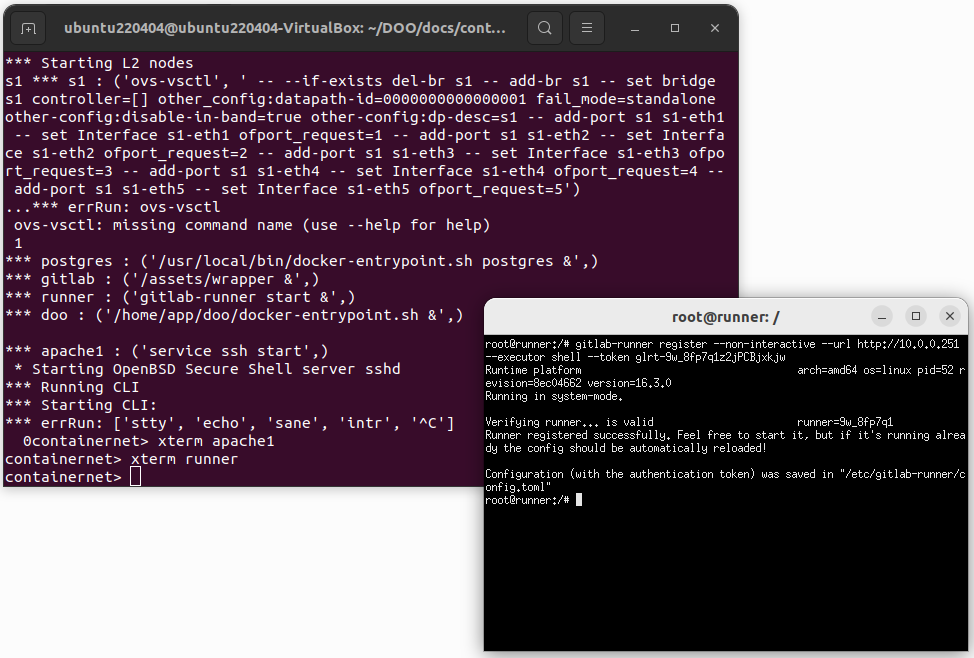 ubuntu220404@ubuntu220404-VirtualBox: ~/DOO/docs/cont...
*** Starting L2 nodes
s1 *** s1 : ('ovs-vsctl', ' -- --if-exists del-br s1 -- add-br s1 -- set bridge
s1 controller=[] other_config:datapath-id=0000000000000001 fail_mode=standalone
other-config:disable-in-band=true other-config:dp-desc=s1 -- add-port s1 s1-eth1
-- set Interface s1-eth1 ofport_request=1 -- add-port s1 s1-eth2 -- set Interfa
ce s1-eth2 ofport_request=2 -- add-port s1 s1-eth3 -- set Interface s1-eth3 ofpo
rt_request=3 -- add-port s1 s1-eth4 -- set Interface s1-eth4 ofport_request=4 --
add-port s1 s1-eth5 -- set Interface s1-eth5 ofport_request=5')
...*** errRun: ovs-vsctl
ovs-vsctl: missing command name (use --help for help)
1
*** postgres : ('/usr/local/bin/docker-entrypoint.sh postgres &',)
*** gitlab : ('/assets/wrapper &',)
*** runner : ('gitlab-runner start &',)
*** doo : ('/home/app/doo/docker-entrypoint.sh &',)
*** apache1 : ('service ssh start',)
* Starting OpenBSD Secure Shell server sshd
*** Running CLI
*** Starting CLI:
*** errRun: ['stty', 'echo', 'sane', 'intr', '^C']
0containernet> xterm apache1
containernet> xterm runner
containernet>
root@runner: /
root@runner:/# gitlab-runner register --non-interactive --url http://10.0.0.251
--executor shell --token glrt-9w_8fp7q1z2jPCBjxkjw
Runtime platform arch=amd64 os=linux pid=52 r
evision=8ec04662 version=16.3.0
Running in system-mode.
Verifying runner... is valid runner=9w_8fp7q1
Runner registered successfully. Feel free to start it, but if it's running alrea
dy the config should be automatically reloaded!
Configuration (with the authentication token) was saved in "/etc/gitlab-runner/c
onfig.toml"
root@runner:/#